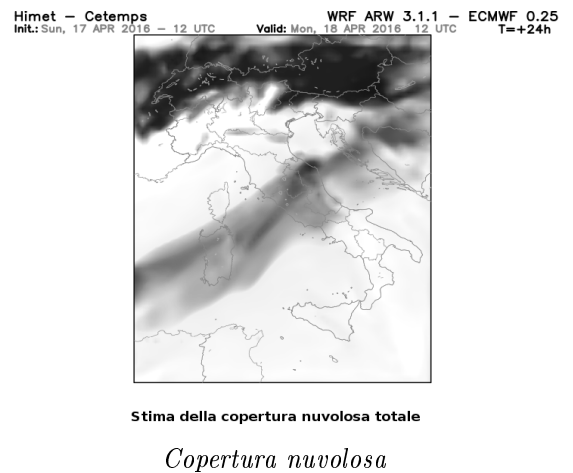 Himet – Cetemps WRF ARW 3.1.1 – ECMWF 0.25
Init.: Sun, 17 APR 2016 – 12 UTC Valid: Mon, 18 APR 2016 12 UTC T=+24h
Stima della copertura nuvolosa totale
Copertura nuvolosa